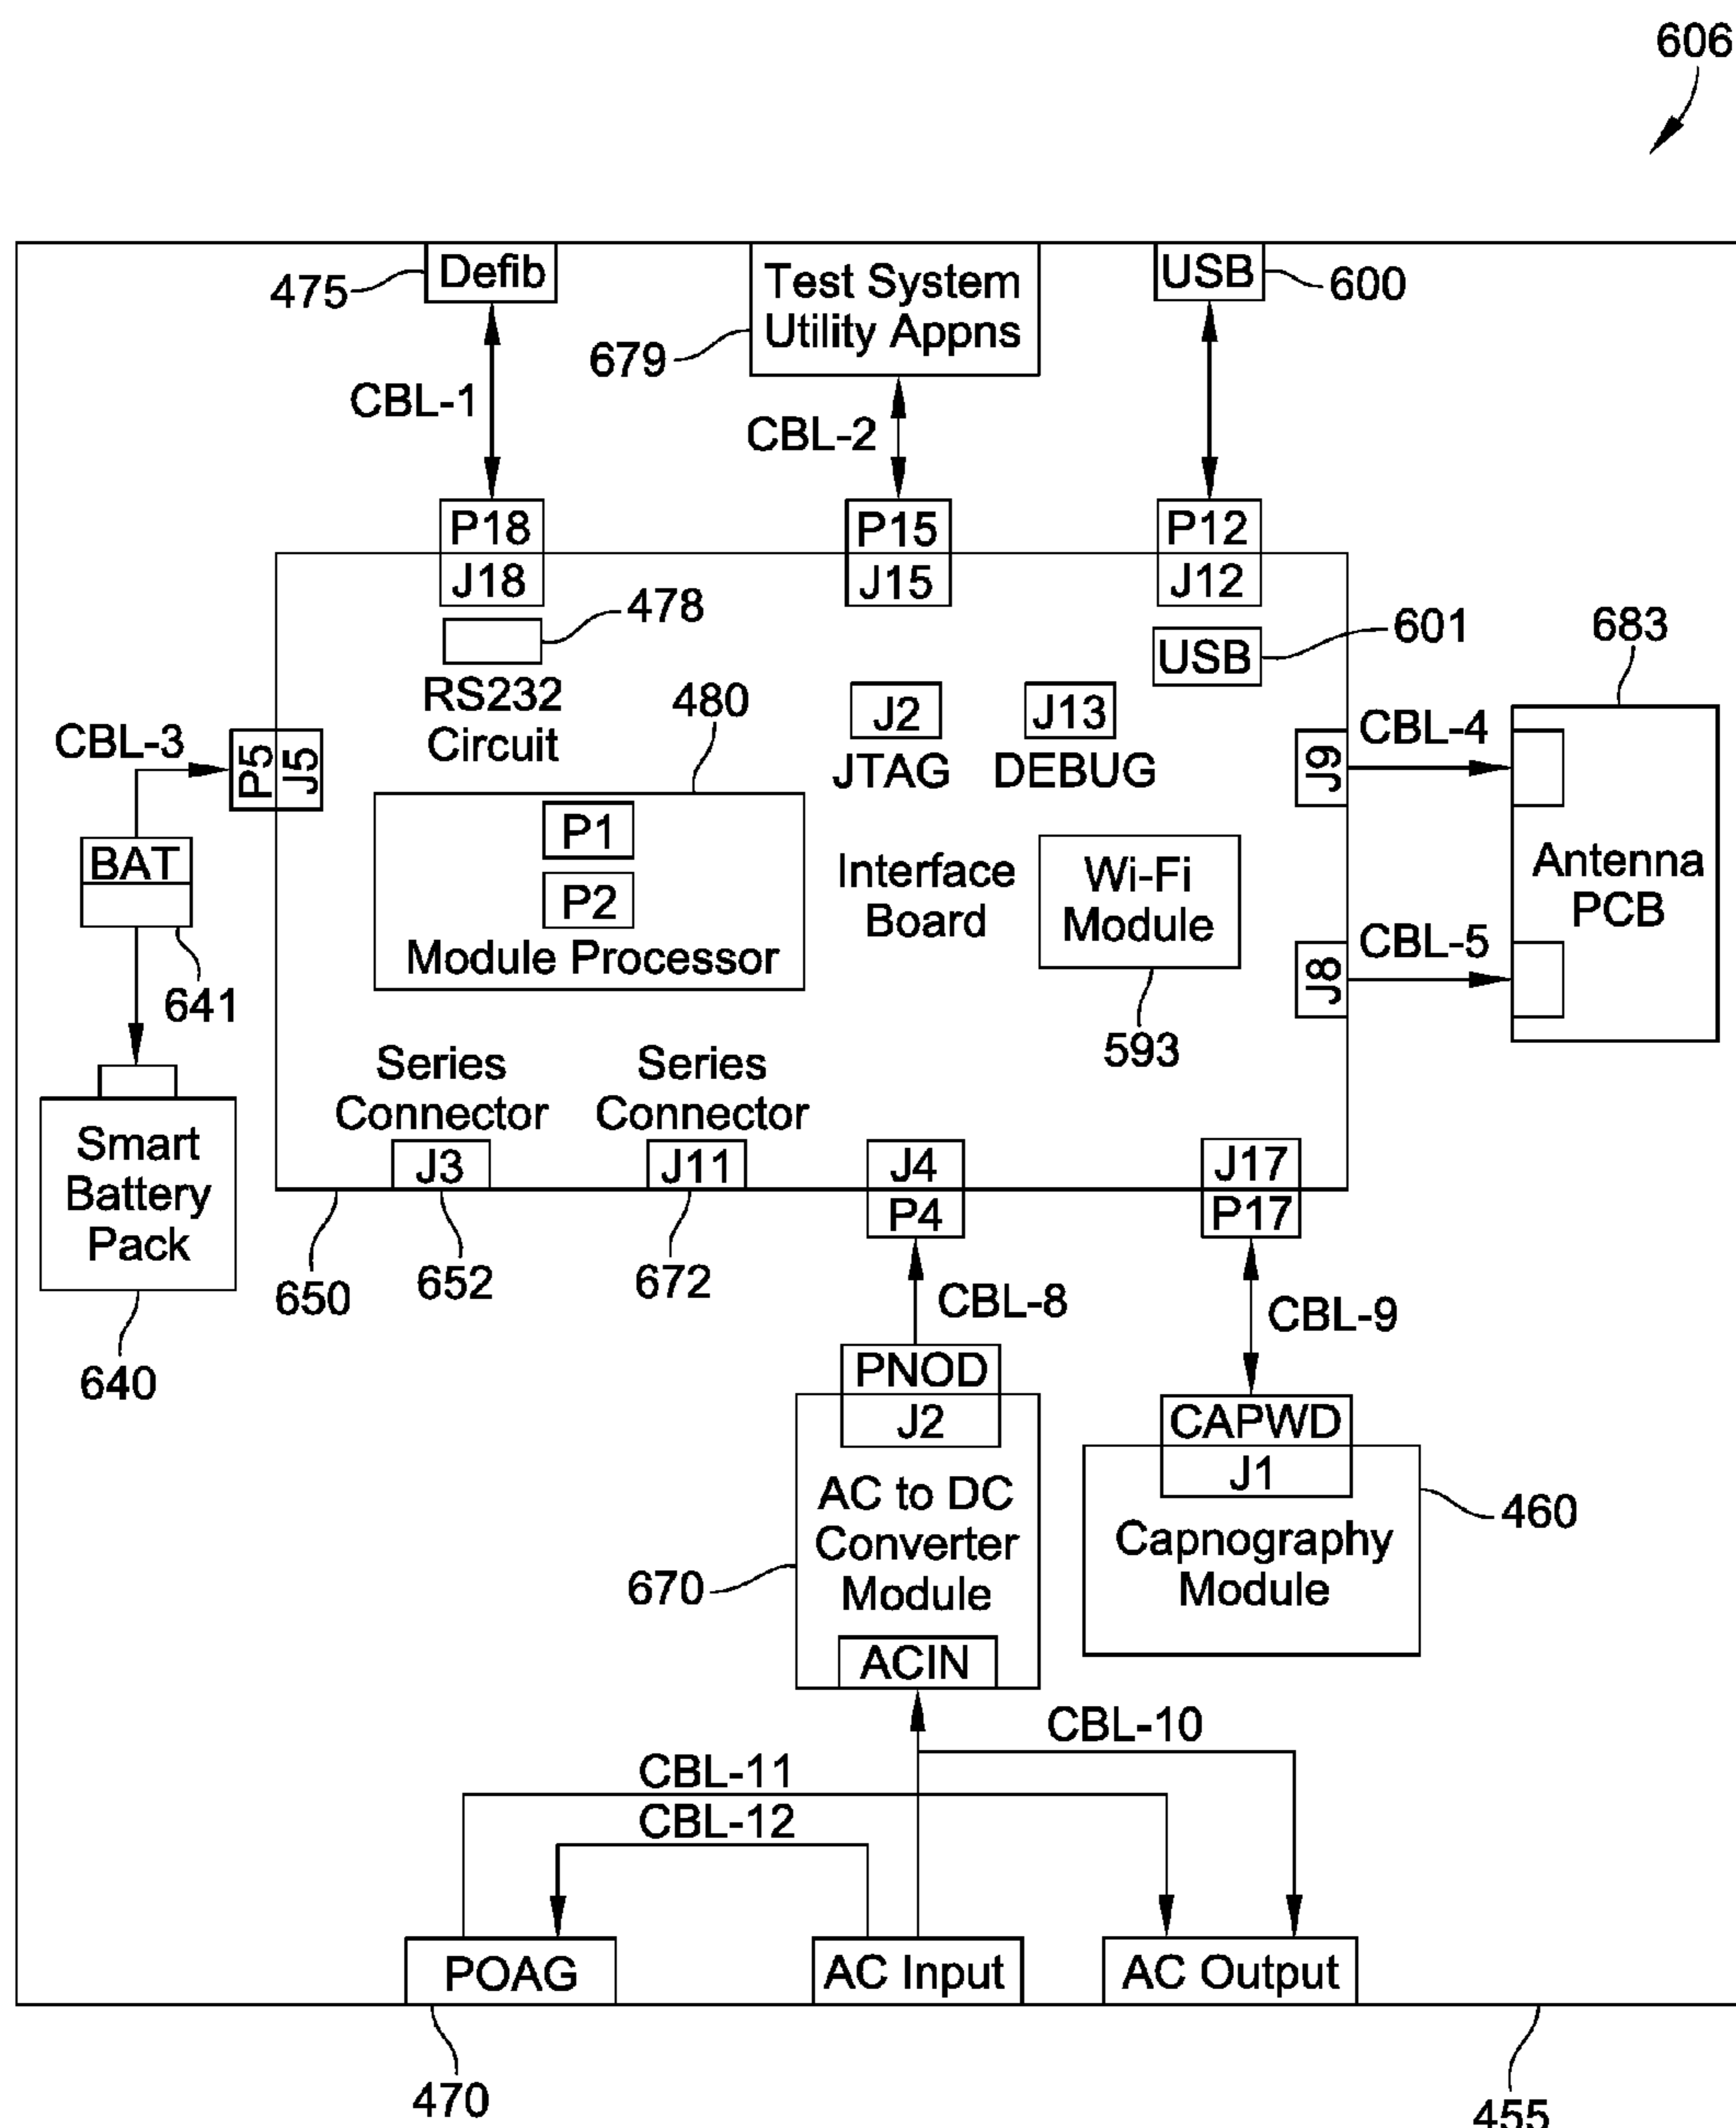 606
475
Defib
Test System
Utility Appns
679
USB
600
CBL-1
CBL-2
P18
J18
P15
J15
P12
J12
478
RS232
Circuit
USB
601
683
480
J2
JTAG
J13
DEBUG
CBL-3
P5
J5
J9
CBL-4
BAT
641
P1
P2
Module Processor
Interface
Board
Wi-Fi
Module
593
Antenna
PCB
J8
CBL-5
Smart
Battery
Pack
640
Series
Connector
J3
Series
Connector
J11
J4
P4
J17
P17
650
652
672
CBL-8
CBL-9
PNOD
J2
AC to DC
Converter
Module
670
ACIN
CAPWD
J1
Capnography
Module
460
CBL-10
CBL-11
CBL-12
POAG
AC Input
AC Output
470
455